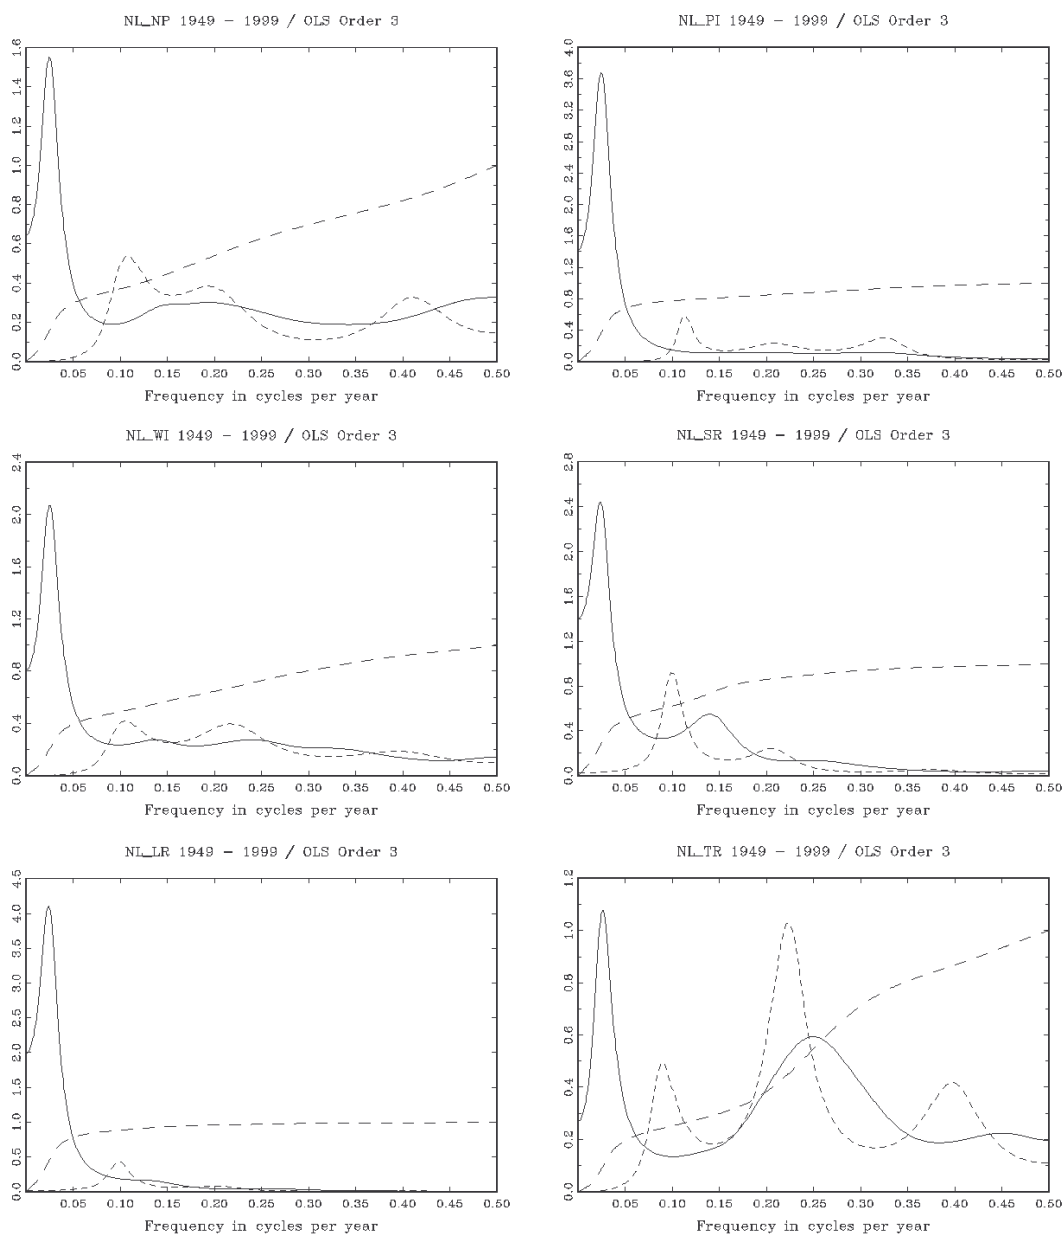 NL_NP 1949 - 1999 / OLS Order 3
1.6
1.4
1.2
1.0
0.8
0.6
0.4
0.2
0.0
0.05 0.10 0.15 0.20 0.25 0.30 0.35 0.40 0.45 0.50
Frequency in cycles per year
NL_PI 1949 - 1999 / OLS Order 3
4.0
3.6
3.2
2.8
2.4
2.0
1.6
1.2
0.8
0.4
0.0
0.05 0.10 0.15 0.20 0.25 0.30 0.35 0.40 0.45 0.50
Frequency in cycles per year
NL_WI 1949 - 1999 / OLS Order 3
2.4
2.0
1.6
1.2
0.8
0.4
0.0
0.05 0.10 0.15 0.20 0.25 0.30 0.35 0.40 0.45 0.50
Frequency in cycles per year
NL_SR 1949 - 1999 / OLS Order 3
2.8
2.4
2.0
1.6
1.2
0.8
0.4
0.0
0.05 0.10 0.15 0.20 0.25 0.30 0.35 0.40 0.45 0.50
Frequency in cycles per year
NL_LR 1949 - 1999 / OLS Order 3
4.5
4.0
3.5
3.0
2.5
2.0
1.5
1.0
0.5
0.0
0.05 0.10 0.15 0.20 0.25 0.30 0.35 0.40 0.45 0.50
Frequency in cycles per year
NL_TR 1949 - 1999 / OLS Order 3
1.2
1.0
0.8
0.6
0.4
0.2
0.0
0.05 0.10 0.15 0.20 0.25 0.30 0.35 0.40 0.45 0.50
Frequency in cycles per year